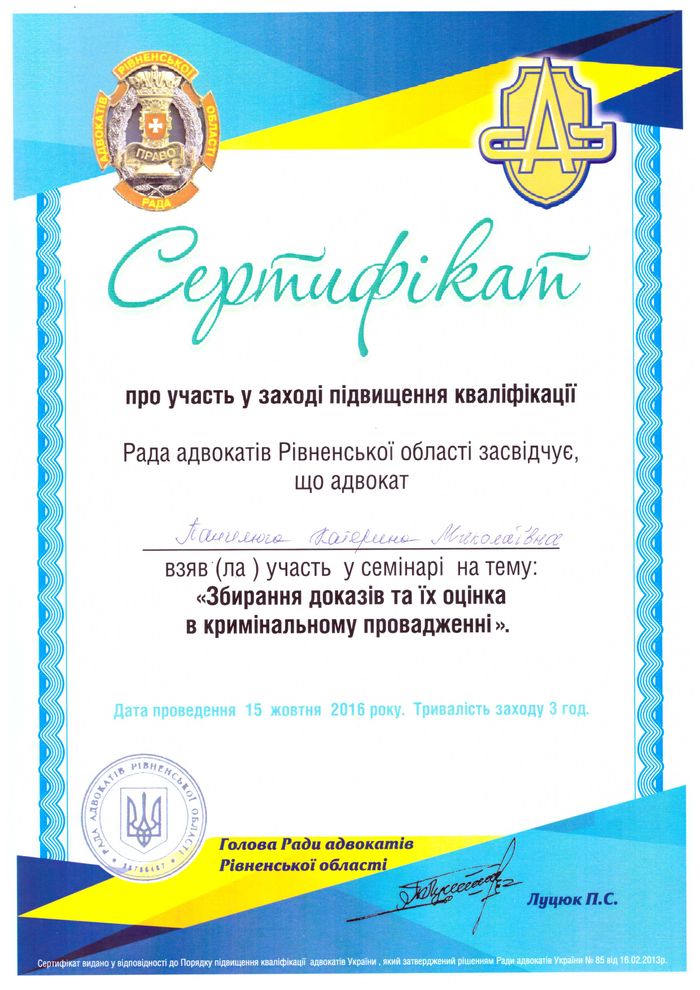 АДВОКАТІВ РІВНЕНСЬКОЇ ОБЛАСТІ
ПРАВО
РАДА
САУ
Сертифікат
про участь у заході підвищення кваліфікації
Рада адвокатів Рівненської області засвідчує,
що адвокат
Катерина Миколаївна
взяв (ла ) участь у семінарі на тему:
«Збирання доказів та їх оцінка
в кримінальному провадженні».
Дата проведення 15 жовтня 2016 року. Тривалість заходу 3 год.
РАДА АДВОКАТІВ РІВНЕНСЬКОЇ ОБЛАСТІ
Голова Ради адвокатів
Рівненської області
Луцюк П.С.
Сертифікат видано у відповідності до Порядку підвищення кваліфікації адвокатів України , який затверджений рішенням Ради адвокатів України № 85 від 16.02.2013р.